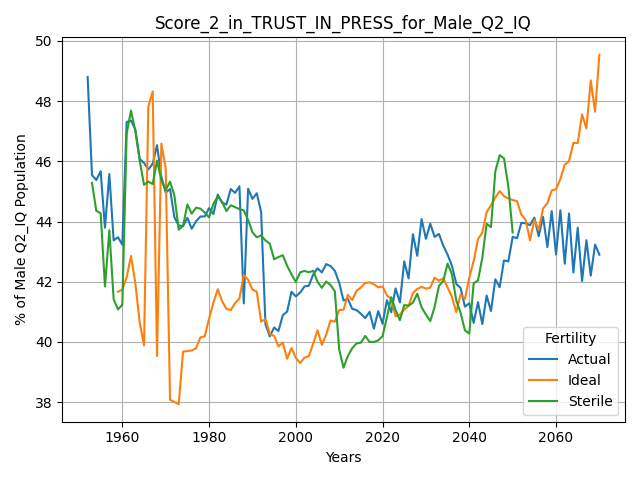 Score_2_in_TRUST_IN_PRESS_for_Male_Q2_IQ
% of Male Q2_IQ Population
50
48
46
44
42
40
38
1960
1980
2000
2020
2040
2060
Years
Fertility
Actual
Ideal
Sterile